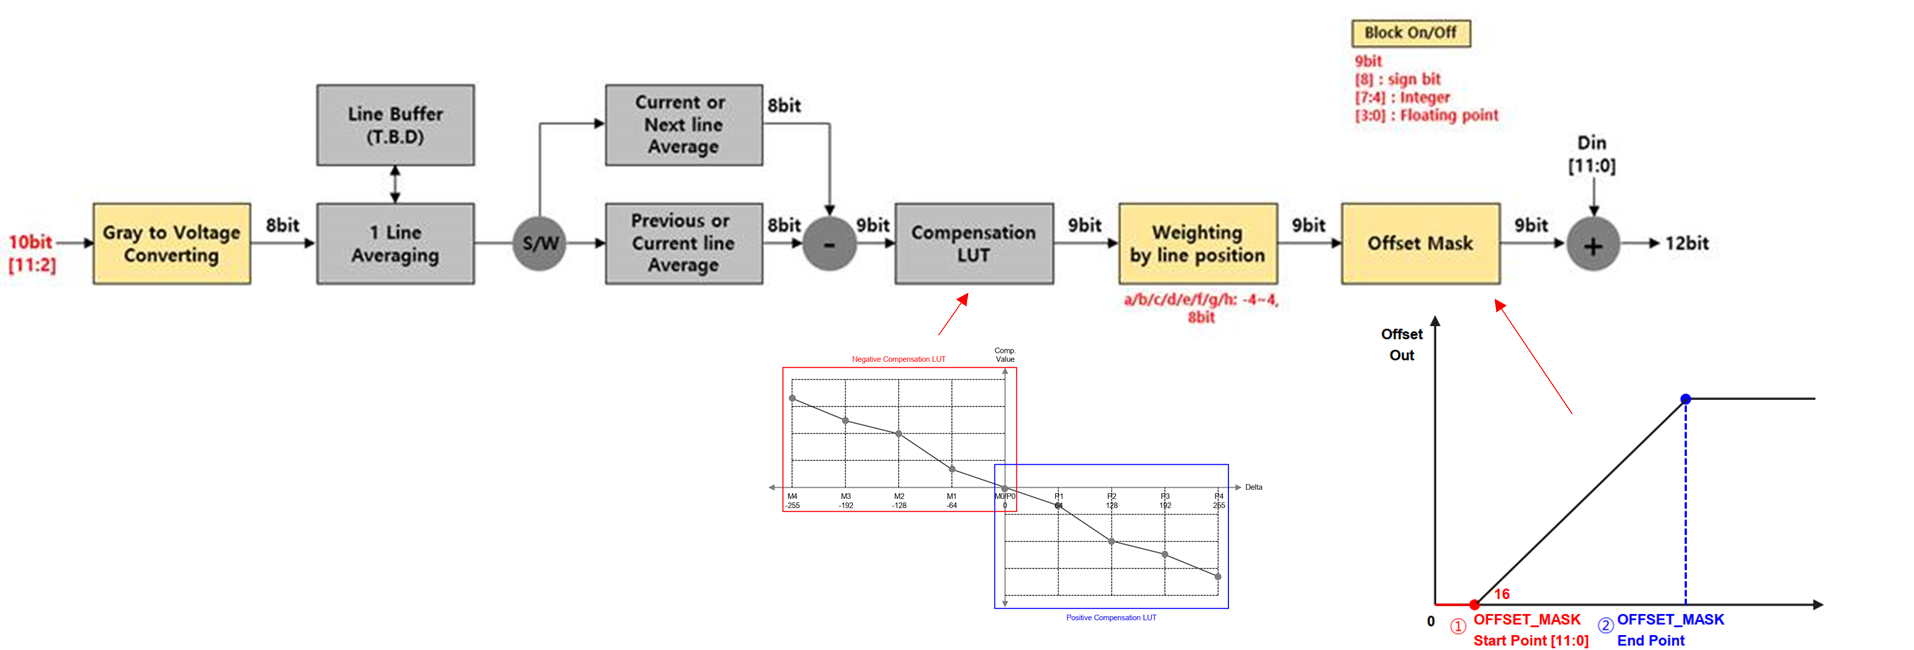 Block On/Off
9bit
[8] : sign bit
[7:4] : Integer
[3:0] : Floating point
10bit
[11:2]
Gray to Voltage
Converting
8bit
Line Buffer
(T.B.D)
1 Line
Averaging
S/W
Current or
Next line
Average
8bit
Previous or
Current line
Average
8bit
-
9bit
Compensation
LUT
9bit
Weighting
by line position
a/b/c/d/e/f/g/h: -4~4,
8bit
9bit
Offset Mask
9bit
Din
[11:0]
+
12bit
Negative Compensation LUT
Comp.
Value
M4
-255
M3
-192
M2
-128
M1
-64
M0/P0
0
P1
64
P2
128
P3
192
P4
255
Delta
Positive Compensation LUT
Offset
Out
0
16
① OFFSET_MASK
Start Point [11:0]
② OFFSET_MASK
End Point